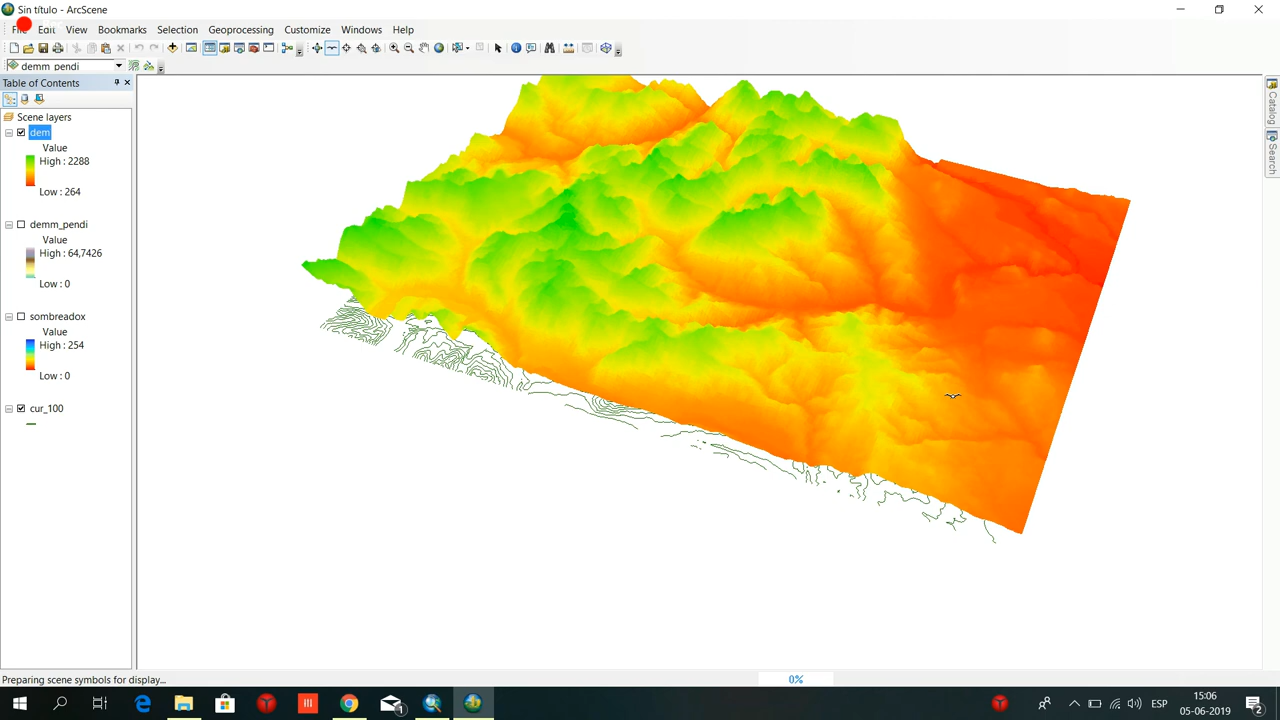 Sin título - ArcScene
File Edit View Bookmarks Selection Geoprocessing Customize Windows Help
demm_pendi
Table of Contents
Scene layers
dem
Value
High : 2288
Low : 264
demm_pendi
Value
High : 64,7426
Low : 0
sombreadox
Value
High : 254
Low : 0
cur_100
Catalog
Search
Preparing scene symbols for display...
0%
1
ESP
15:06
05-06-2019
2